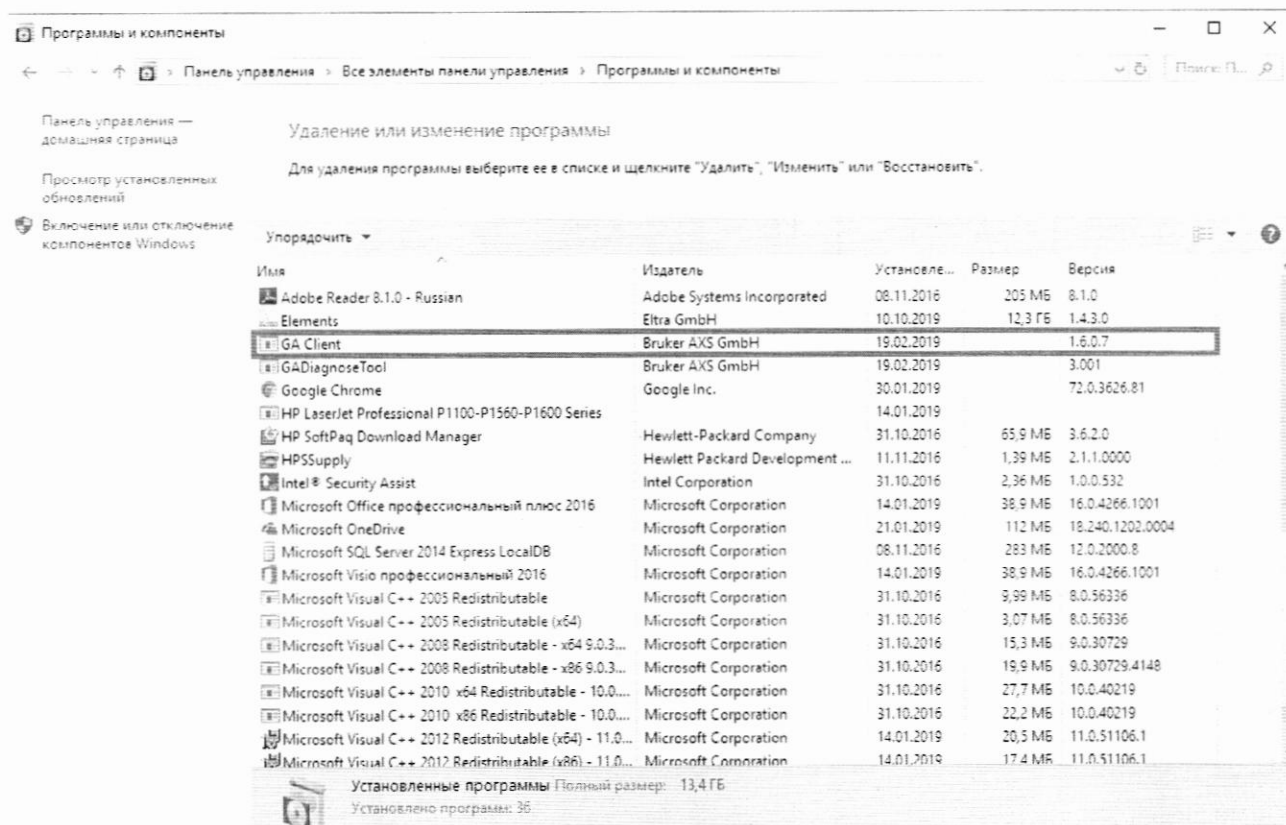 Программы и компоненты
Панель управления › Все элементы панели управления › Программы и компоненты Поиск: П...
Панель управления —
домашняя страница
Просмотр установленных
обновлений
Включение или отключение
компонентов Windows
Удаление или изменение программы
Для удаления программы выберите ее в списке и щелкните "Удалить", "Изменить" или "Восстановить".
Упорядочить
Имя Издатель Установле... Размер Версия
Adobe Reader 8.1.0 - Russian Adobe Systems Incorporated 08.11.2016 205 МБ 8.1.0
Elements Eltra GmbH 10.10.2019 12,3 ГБ 1.4.3.0
GA Client Bruker AXS GmbH 19.02.2019 1.6.0.7
GADiagnoseTool Bruker AXS GmbH 19.02.2019 3.001
Google Chrome Google Inc. 30.01.2019 72.0.3626.81
HP LaserJet Professional P1100-P1560-P1600 Series 14.01.2019
HP SoftPaq Download Manager Hewlett-Packard Company 31.10.2016 65,9 МБ 3.6.2.0
HPSSupply Hewlett Packard Development ... 11.11.2016 1,39 МБ 2.1.1.0000
Intel® Security Assist Intel Corporation 31.10.2016 2,36 МБ 1.0.0.532
Microsoft Office профессиональный плюс 2016 Microsoft Corporation 14.01.2019 38,9 МБ 16.0.4266.1001
Microsoft OneDrive Microsoft Corporation 21.01.2019 112 МБ 18.240.1202.0004
Microsoft SQL Server 2014 Express LocalDB Microsoft Corporation 08.11.2016 283 МБ 12.0.2000.8
Microsoft Visio профессиональный 2016 Microsoft Corporation 14.01.2019 38,9 МБ 16.0.4266.1001
Microsoft Visual C++ 2005 Redistributable Microsoft Corporation 31.10.2016 9,99 МБ 8.0.56336
Microsoft Visual C++ 2005 Redistributable (x64) Microsoft Corporation 31.10.2016 3,07 МБ 8.0.56336
Microsoft Visual C++ 2008 Redistributable - x64 9.0.3... Microsoft Corporation 31.10.2016 15,3 МБ 9.0.30729
Microsoft Visual C++ 2008 Redistributable - x86 9.0.3... Microsoft Corporation 31.10.2016 19,9 МБ 9.0.30729.4148
Microsoft Visual C++ 2010 x64 Redistributable - 10.0.... Microsoft Corporation 31.10.2016 27,7 МБ 10.0.40219
Microsoft Visual C++ 2010 x86 Redistributable - 10.0.... Microsoft Corporation 31.10.2016 22,2 МБ 10.0.40219
Microsoft Visual C++ 2012 Redistributable (x64) - 11.0... Microsoft Corporation 14.01.2019 20,5 МБ 11.0.51106.1
Microsoft Visual C++ 2012 Redistributable (x86) - 11.0... Microsoft Corporation 14.01.2019 17,4 МБ 11.0.51106.1
Установленные программы Полный размер: 13,4 ГБ
Установлено программ: 36